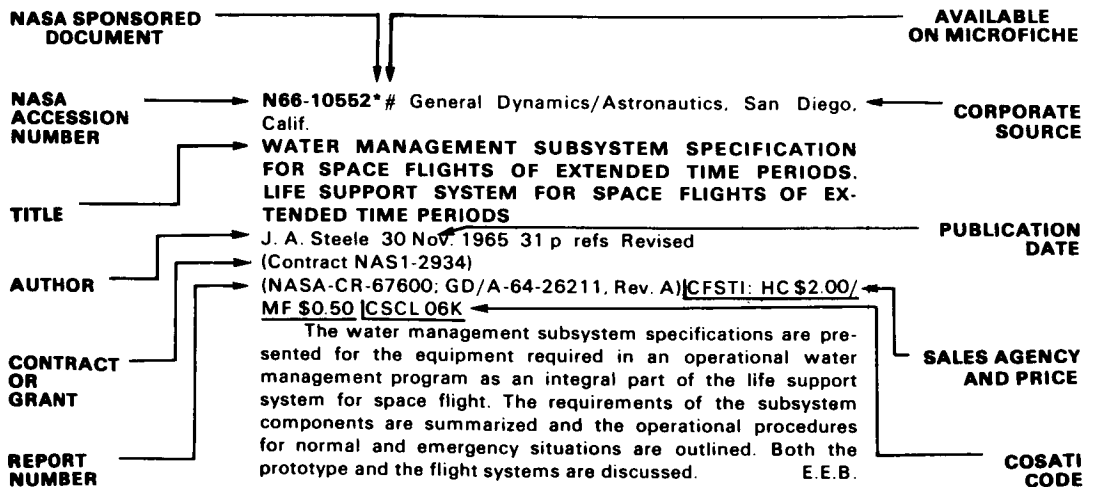 NASA SPONSORED
DOCUMENT
AVAILABLE
ON MICROFICHE
NASA
ACCESSION
NUMBER
N66-10552*# General Dynamics/Astronautics, San Diego,
Calif.
CORPORATE
SOURCE
WATER MANAGEMENT SUBSYSTEM SPECIFICATION
FOR SPACE FLIGHTS OF EXTENDED TIME PERIODS.
LIFE SUPPORT SYSTEM FOR SPACE FLIGHTS OF EX-
TENDED TIME PERIODS
TITLE
J. A. Steele 30 Nov. 1965 31 p refs Revised
PUBLICATION
DATE
(Contract NAS1-2934)
AUTHOR
(NASA-CR-67600; GD/A-64-26211, Rev. A) CFSTI: HC $2.00/
MF $0.50 CSCL 06K
The water management subsystem specifications are pre-
sented for the equipment required in an operational water
management program as an integral part of the life support
system for space flight. The requirements of the subsystem
components are summarized and the operational procedures
for normal and emergency situations are outlined. Both the
prototype and the flight systems are discussed. E.E.B.
CONTRACT
OR
GRANT
SALES AGENCY
AND PRICE
REPORT
NUMBER
COSATI
CODE